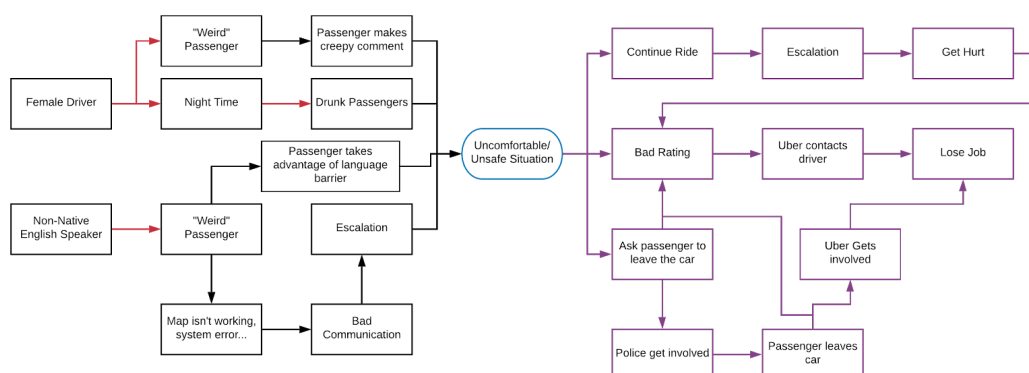 "Weird"
Passenger
Passenger makes
creepy comment
Continue Ride
Escalation
Get Hurt
Female Driver
Night Time
Drunk Passengers
Passenger takes
advantage of language
barrier
Uncomfortable/
Unsafe Situation
Bad Rating
Uber contacts
driver
Lose Job
Non-Native
English Speaker
"Weird"
Passenger
Escalation
Ask passenger to
leave the car
Uber Gets
involved
Map isn't working,
system error...
Bad
Communication
Police get involved
Passenger leaves
car